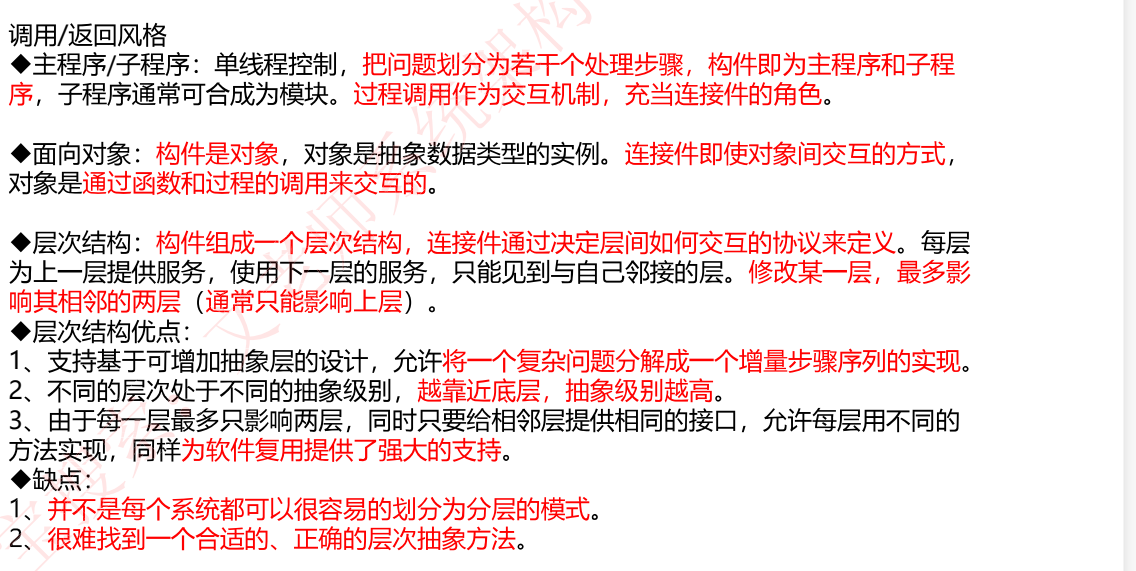 调用/返回风格
◆主程序/子程序：单线程控制，把问题划分为若干个处理步骤，构件即为主程序和子程
序，子程序通常可合成为模块。过程调用作为交互机制，充当连接件的角色。
◆面向对象：构件是对象，对象是抽象数据类型的实例。连接件即使对象间交互的方式，
对象是通过函数和过程的调用来交互的。
◆层次结构：构件组成一个层次结构，连接件通过决定层间如何交互的协议来定义。每层
为上一层提供服务，使用下一层的服务，只能见到与自己邻接的层。修改某一层，最多影
响其相邻的两层（通常只能影响上层）。
◆层次结构优点：
1、支持基于可增加抽象层的设计，允许将一个复杂问题分解成一个增量步骤序列的实现。
2、不同的层次处于不同的抽象级别，越靠近底层，抽象级别越高。
3、由于每一层最多只影响两层，同时只要给相邻层提供相同的接口，允许每层用不同的
方法实现，同样为软件复用提供了强大的支持。
◆缺点：
1、并不是每个系统都可以很容易的划分为分层的模式。
2、很难找到一个合适的、正确的层次抽象方法。